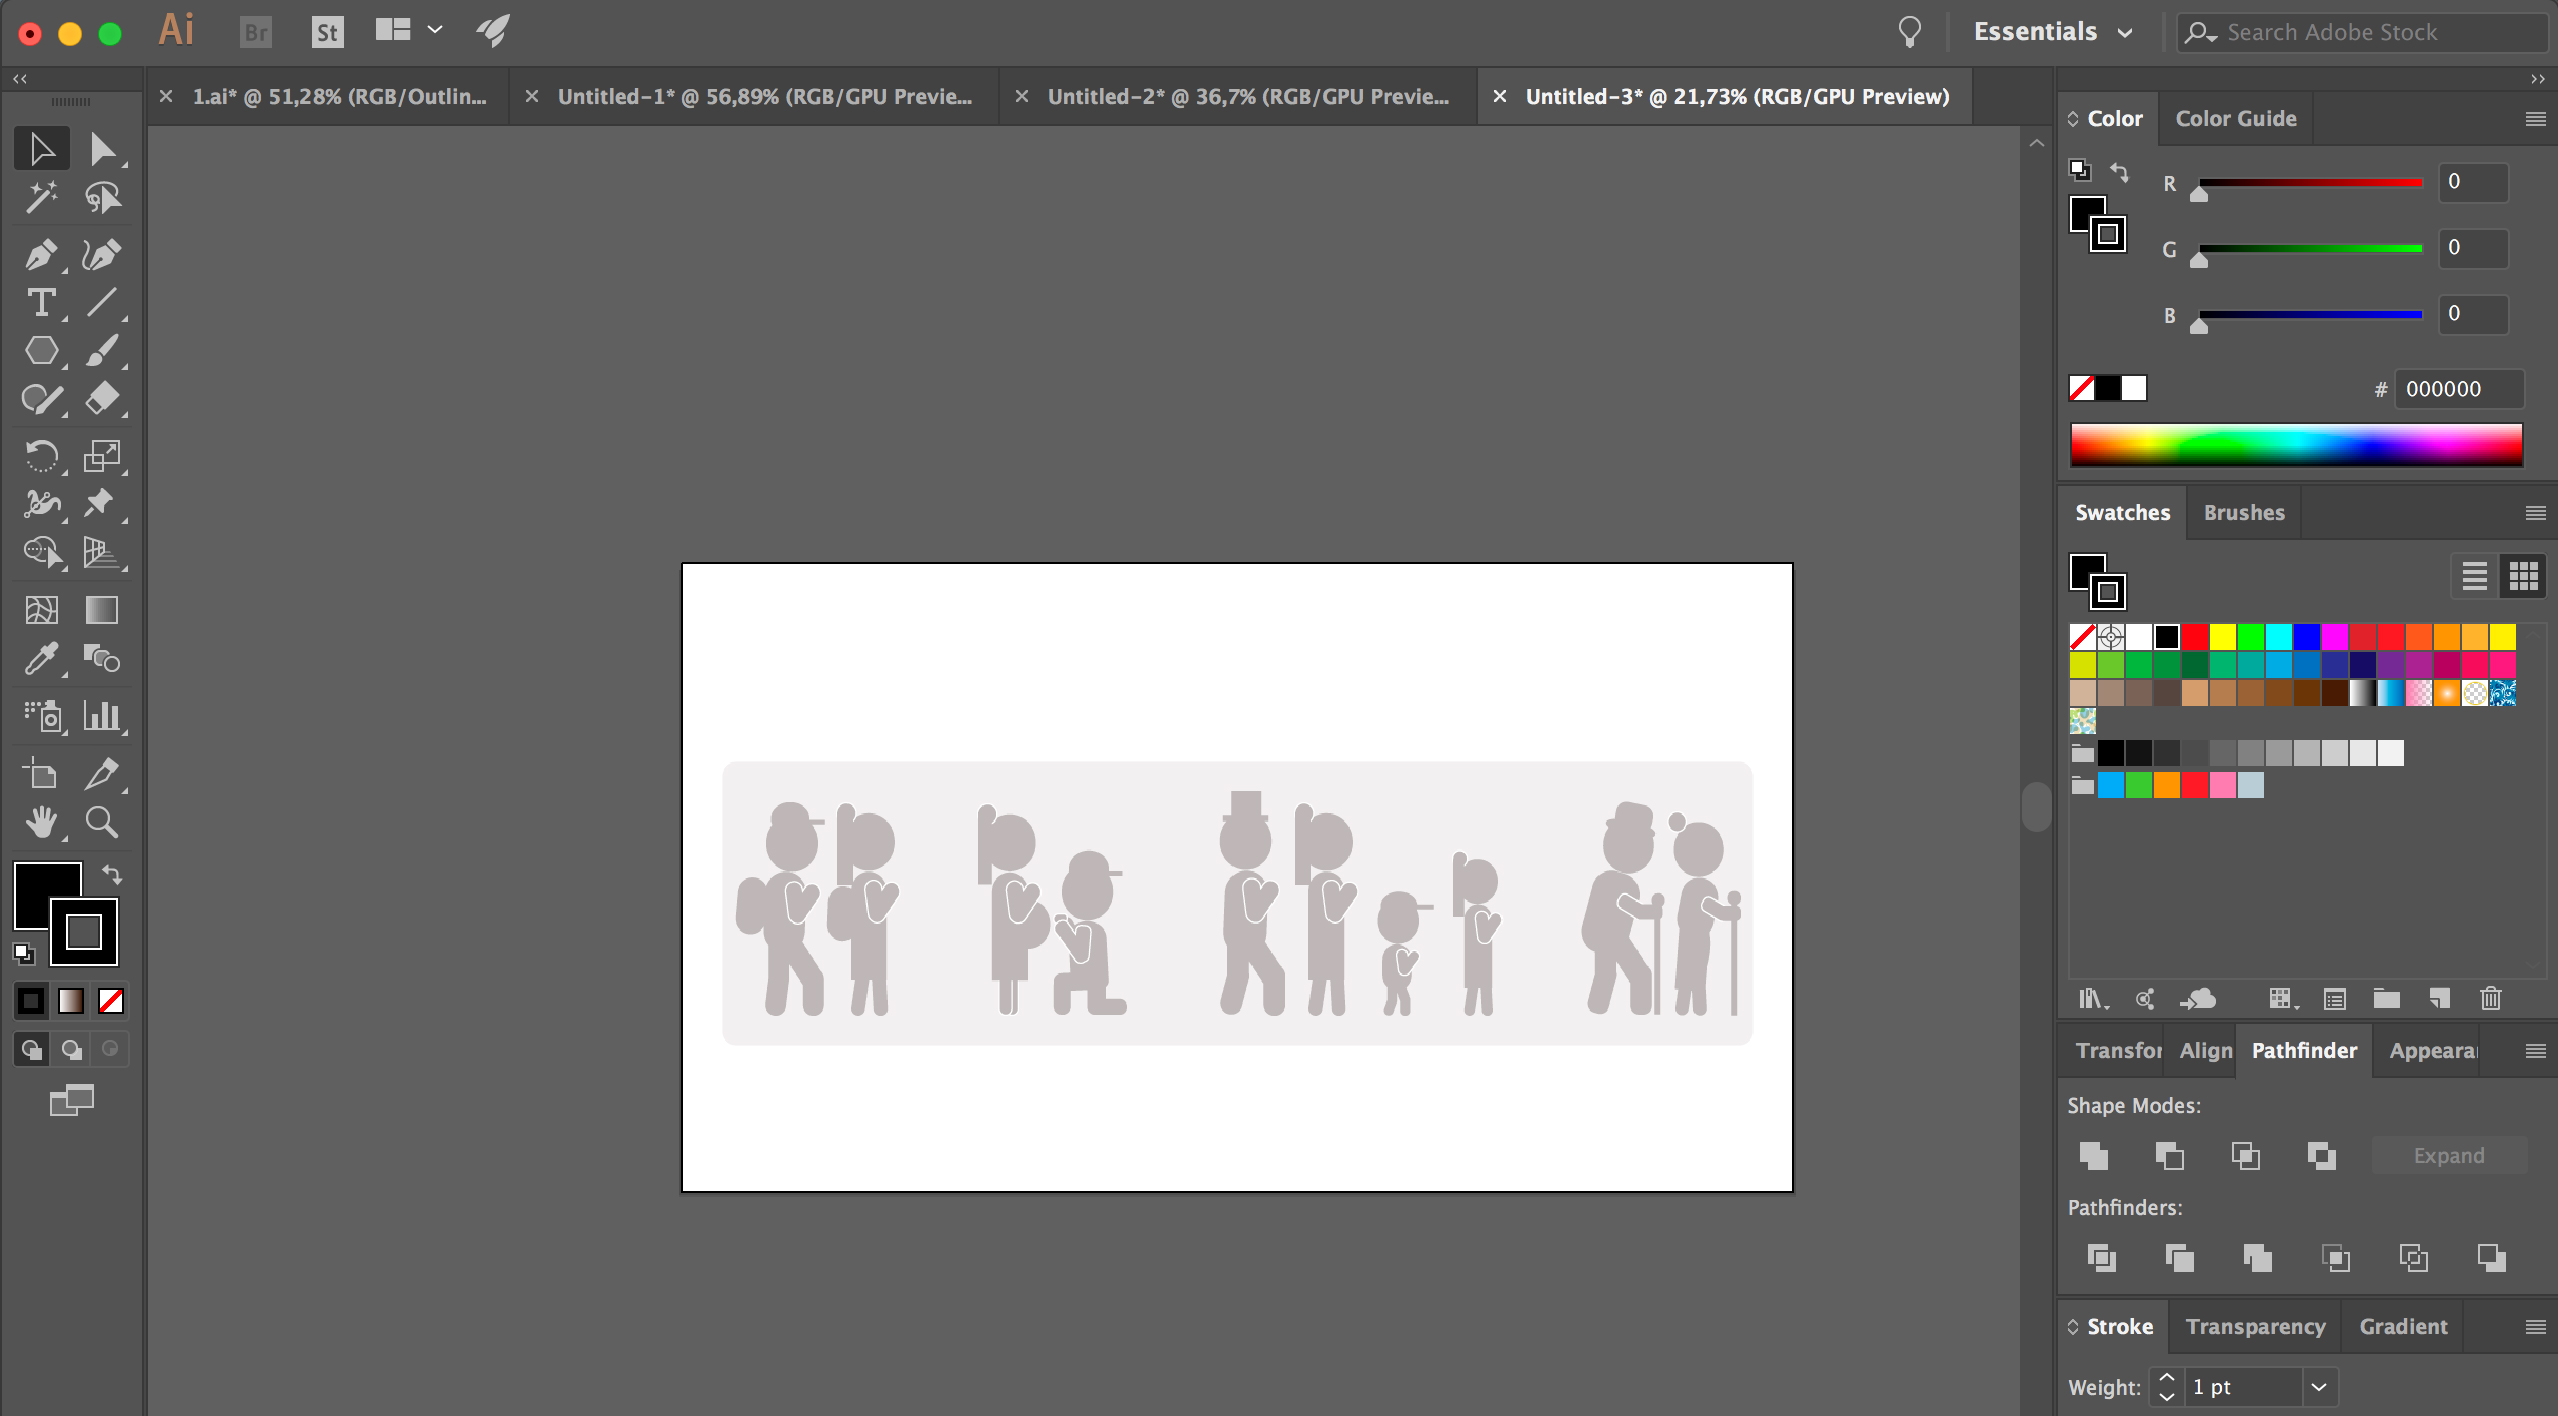 Ai Br St Essentials Search Adobe Stock
1.ai* @ 51,28% (RGB/Outlin... Untitled-1* @ 56,89% (RGB/GPU Previe... Untitled-2* @ 36,7% (RGB/GPU Previe... Untitled-3* @ 21,73% (RGB/GPU Preview)
Color Color Guide
R 0
G 0
B 0
# 000000
Swatches Brushes
Transfor Align Pathfinder Appeara
Shape Modes:
Expand
Pathfinders:
Stroke Transparency Gradient
Weight: 1 pt